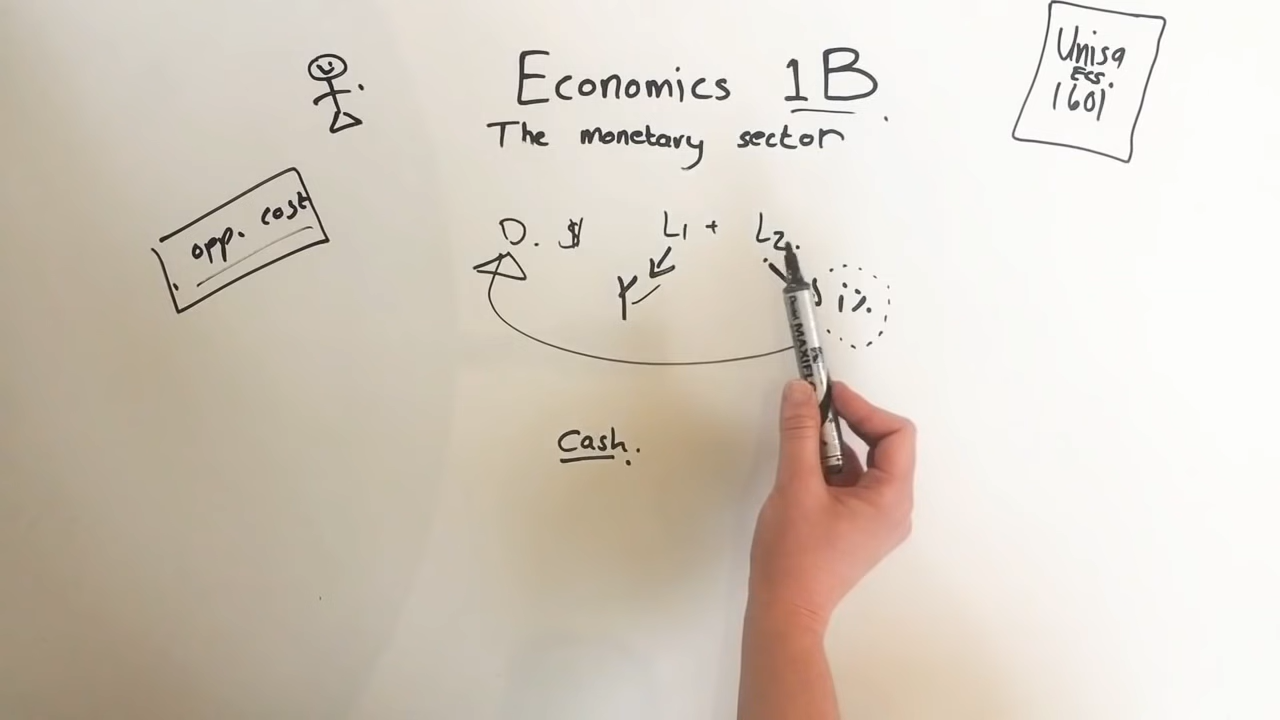 Economics 1B
The monetary sector
Unisa
Ecs.
1601
opp. cost
D. $ L1 + L2.
Y
i%
Cash.